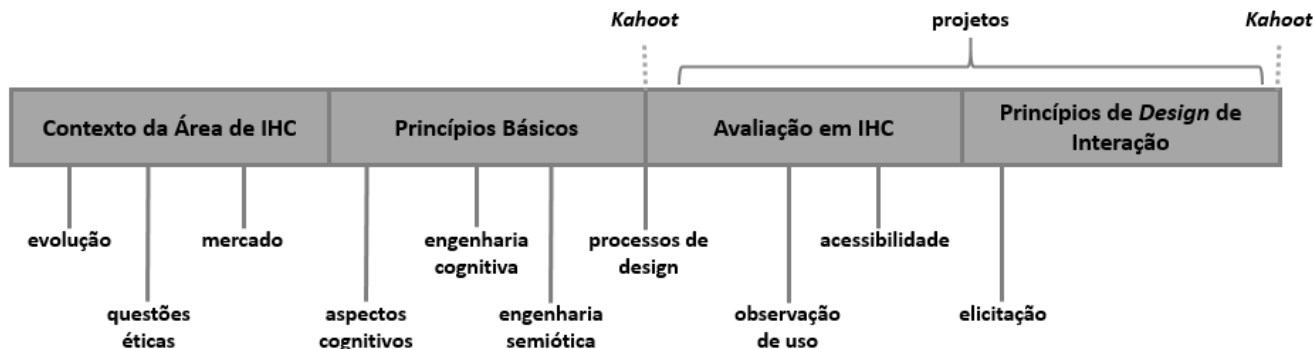 Kahoot
projetos
Kahoot
Contexto da Área de IHC
Princípios Básicos
Avaliação em IHC
Princípios de Design de
Interação
evolução
mercado
engenharia
cognitiva
processos de
design
acessibilidade
questões
éticas
aspectos
cognitivos
engenharia
semiótica
observação
de uso
elicitação